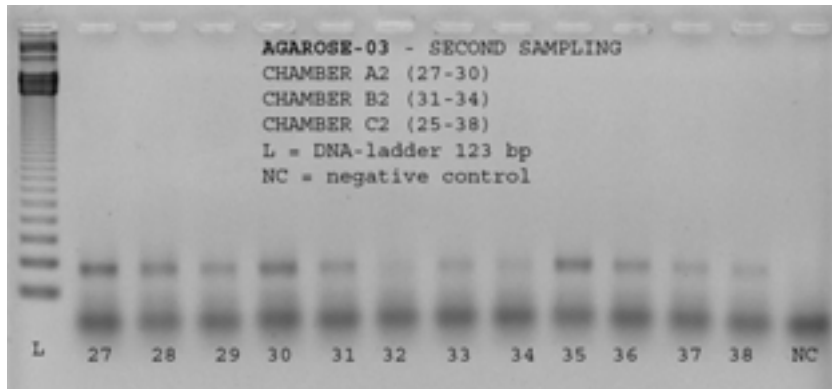 AGAROSE-03 - SECOND SAMPLING
CHAMBER A2 (27-30)
CHAMBER B2 (31-34)
CHAMBER C2 (25-38)
L = DNA-ladder 123 bp
NC = negative control
L 27 28 29 30 31 32 33 34 35 36 37 38 NC